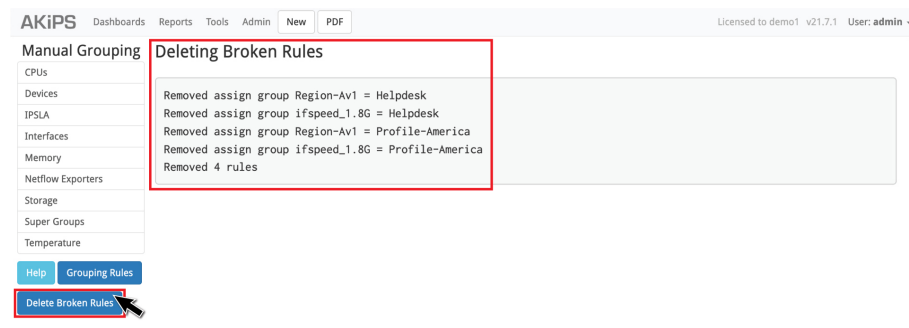 AKiPS Dashboards Reports Tools Admin New PDF Licensed to demo1 v21.7.1 User: admin
Manual Grouping
CPUs
Devices
IPSLA
Interfaces
Memory
Netflow Exporters
Storage
Super Groups
Temperature
Help Grouping Rules
Delete Broken Rules
Deleting Broken Rules
Removed assign group Region-Av1 = Helpdesk
Removed assign group ifspeed_1.8G = Helpdesk
Removed assign group Region-Av1 = Profile-America
Removed assign group ifspeed_1.8G = Profile-America
Removed 4 rules